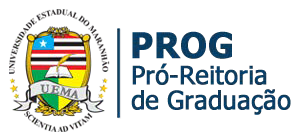 UNIVERSIDADE ESTADUAL DO MARANHÃO
UEMA
SCIENTIA AD VITAM
PROG
Pró-Reitoria
de Graduação